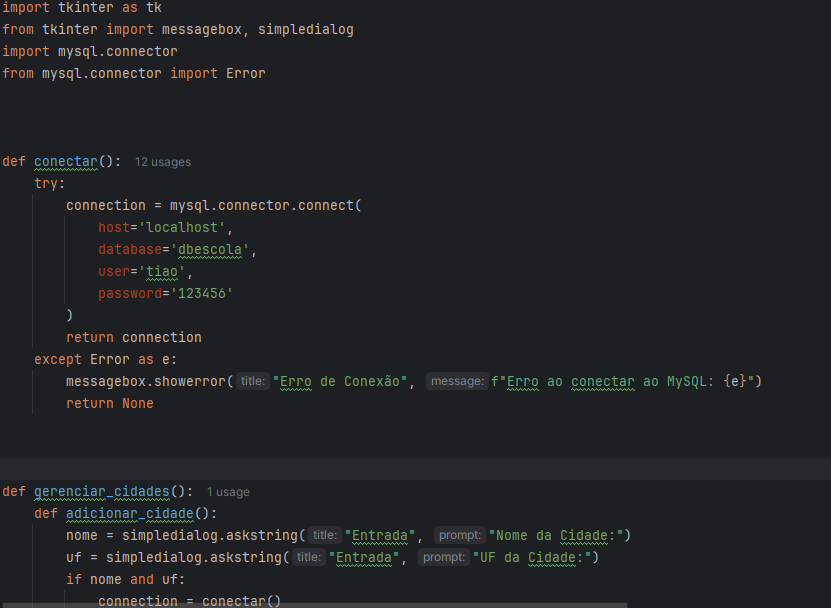 import tkinter as tk
from tkinter import messagebox, simpledialog
import mysql.connector
from mysql.connector import Error
def conectar(): 12 usages
    try:
        connection = mysql.connector.connect(
            host='localhost',
            database='dbescola',
            user='tiao',
            password='123456'
        )
        return connection
    except Error as e:
        messagebox.showerror( title: "Erro de Conexão", message: f"Erro ao conectar ao MySQL: {e}")
        return None
def gerenciar_cidades(): 1 usage
    def adicionar_cidade():
        nome = simpledialog.askstring( title: "Entrada", prompt: "Nome da Cidade:")
        uf = simpledialog.askstring( title: "Entrada", prompt: "UF da Cidade:")
        if nome and uf:
            connection = conectar()